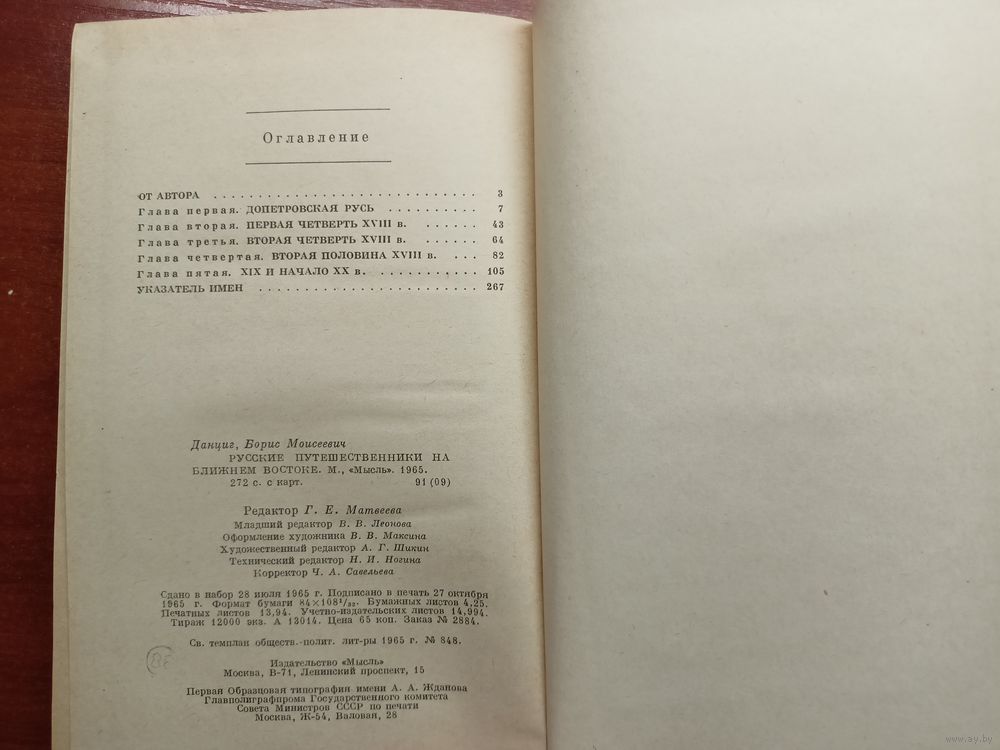 Оглавление
ОТ АВТОРА . . . . . . . . . . . . . . . . . . . . . . . . . . . . 3
Глава первая. ДОПЕТРОВСКАЯ РУСЬ . . . . . . . . . . 7
Глава вторая. ПЕРВАЯ ЧЕТВЕРТЬ XVIII в. . . . . . . 43
Глава третья. ВТОРАЯ ЧЕТВЕРТЬ XVIII в. . . . . . . 64
Глава четвертая. ВТОРАЯ ПОЛОВИНА XVIII в. . . . 82
Глава пятая. XIX И НАЧАЛО XX в. . . . . . . . . . . . 105
УКАЗАТЕЛЬ ИМЕН . . . . . . . . . . . . . . . . . . . . . . . 267
Данциг, Борис Моисеевич
РУССКИЕ ПУТЕШЕСТВЕННИКИ НА
БЛИЖНЕМ ВОСТОКЕ. М., «Мысль». 1965.
272 с. с карт. 91 (09)
Редактор Г. Е. Матвеева
Младший редактор В. В. Леонова
Оформление художника В. В. Максина
Художественный редактор А. Г. Шикин
Технический редактор Н. И. Ногина
Корректор Ч. А. Савельева
Сдано в набор 28 июля 1965 г. Подписано в печать 27 октября
1965 г. Формат бумаги 84×108¹/₃₂. Бумажных листов 4,25.
Печатных листов 13,94. Учетно-издательских листов 14,994.
Тираж 12000 экз. А 13014. Цена 65 коп. Заказ № 2884.
Св. темплан обществ.-полит. лит-ры 1965 г. № 848.
Издательство «Мысль»
Москва, В-71, Ленинский проспект, 15
Первая Образцовая типография имени А. А. Жданова
Главполиграфпрома Государственного комитета
Совета Министров СССР по печати
Москва, Ж-54, Валовая, 28
www.ay.by